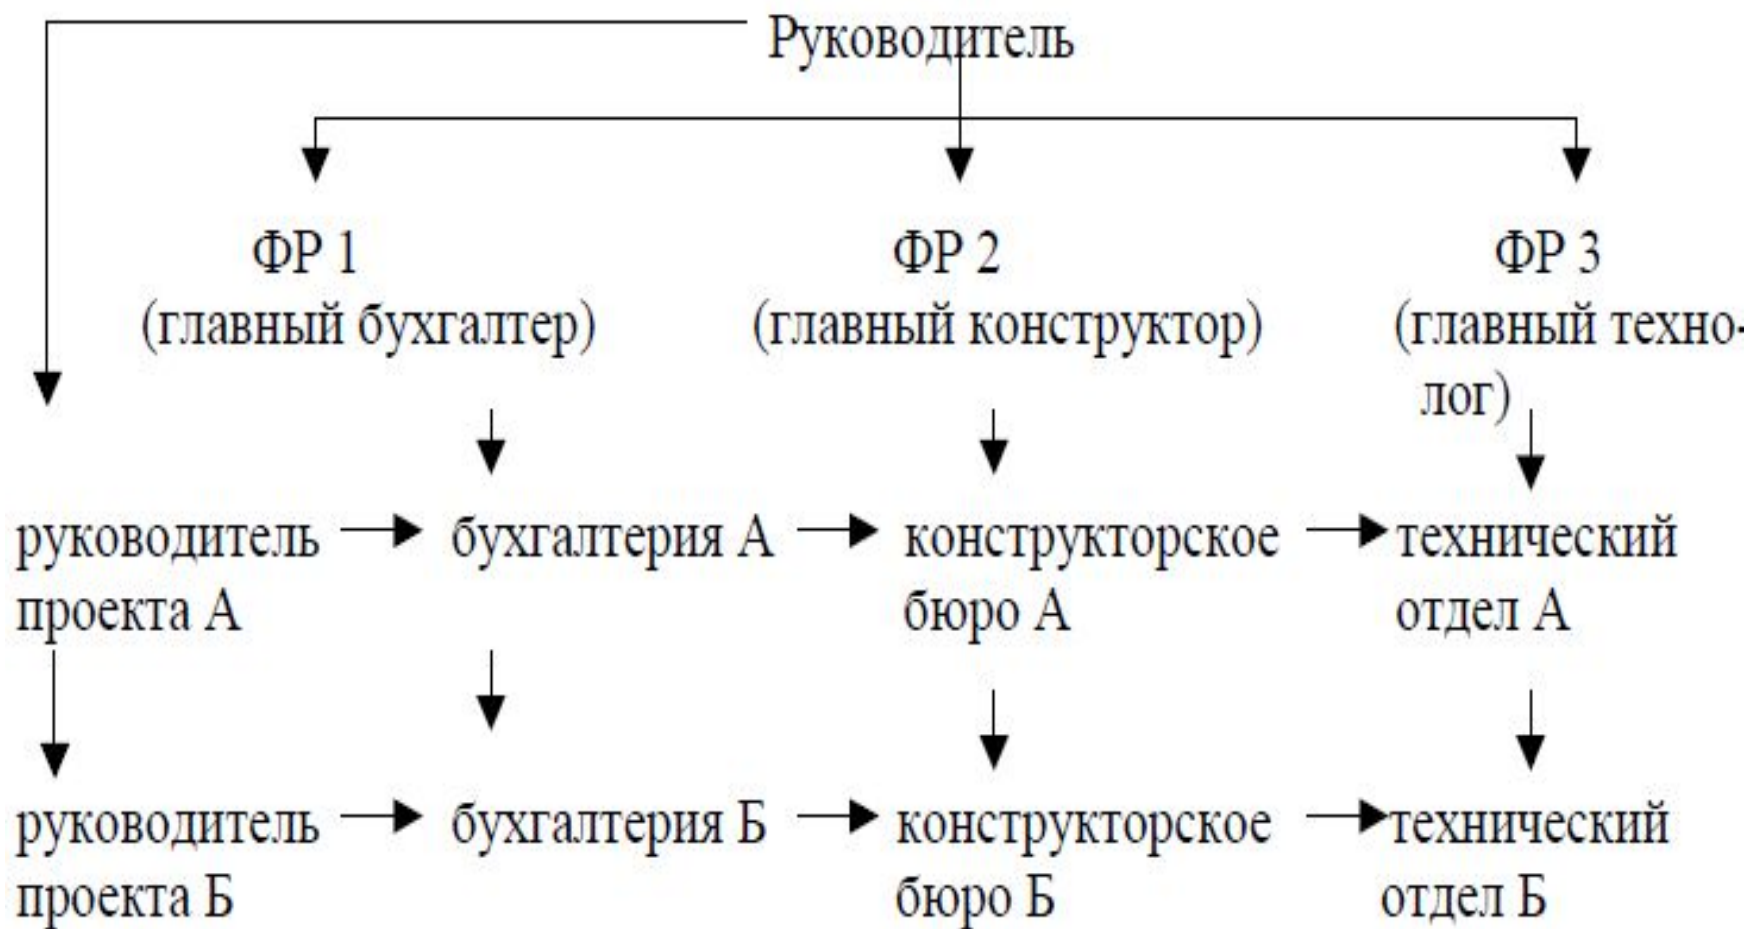 Руководитель
ФР 1
ФР 2
ФР 3
(главный бухгалтер)
(главный конструктор)
(главный техно-
лог)
руководитель
проекта А
бухгалтерия А
конструкторское
бюро А
технический
отдел А
руководитель
проекта Б
бухгалтерия Б
конструкторское
бюро Б
технический
отдел Б